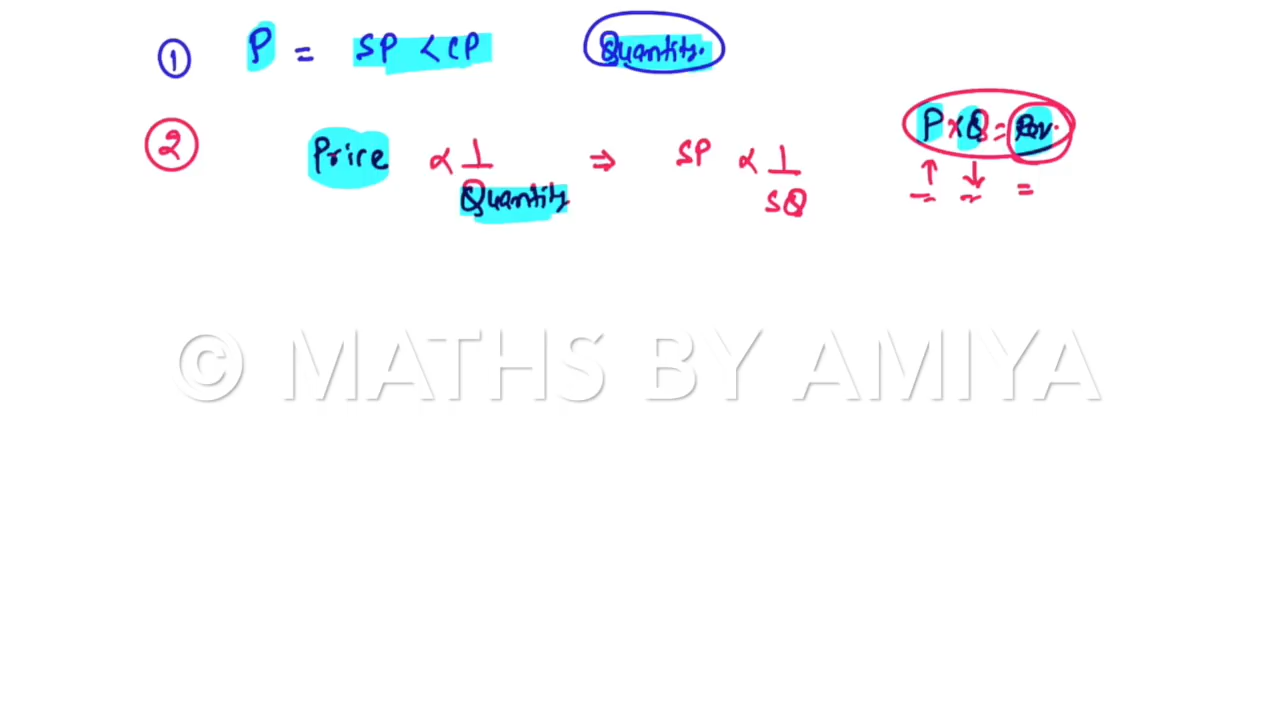 ① P = SP < CP Quantity.
② Price ∝ 1/Quantity ⇒ SP ∝ 1/SQ P x Q = Rev.
↑ ↓ =
© MATHS BY AMIYA